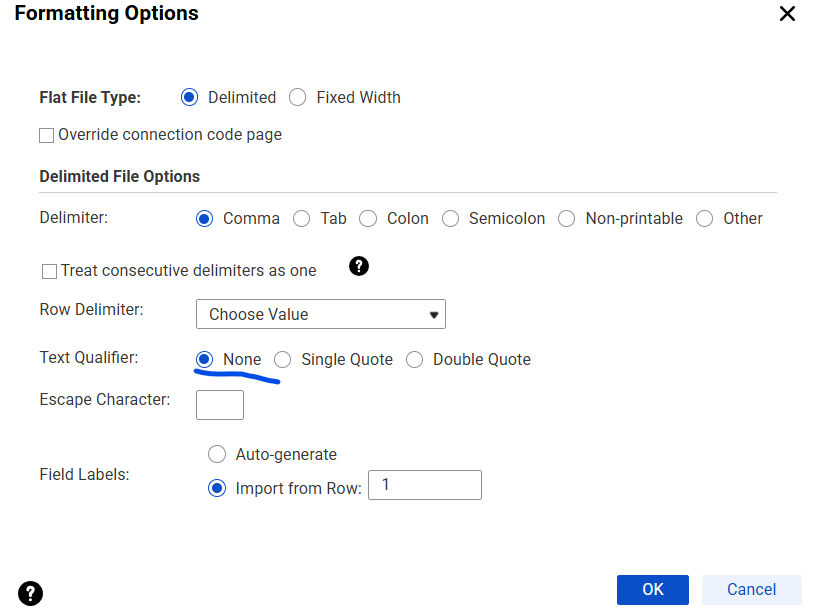 Formatting Options
Flat File Type: Delimited Fixed Width
Override connection code page
Delimited File Options
Delimiter: Comma Tab Colon Semicolon Non-printable Other
Treat consecutive delimiters as one ?
Row Delimiter: Choose Value
Text Qualifier: None Single Quote Double Quote
Escape Character:
Auto-generate
Field Labels:
Import from Row: 1
? OK Cancel